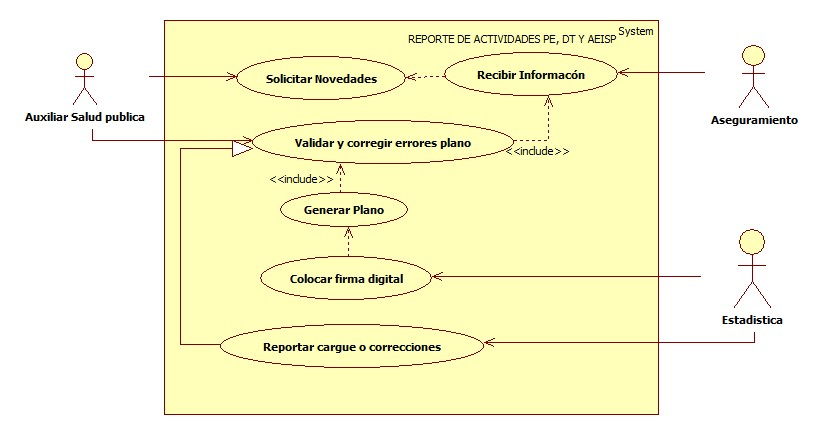 System
REPORTE DE ACTIVIDADES PE, DT Y AEISP
Solicitar Novedades
Recibir Informacón
Auxiliar Salud publica
Aseguramiento
Validar y corregir errores plano
<<include>>
<<include>>
Generar Plano
Colocar firma digital
Estadistica
Reportar cargue o correcciones